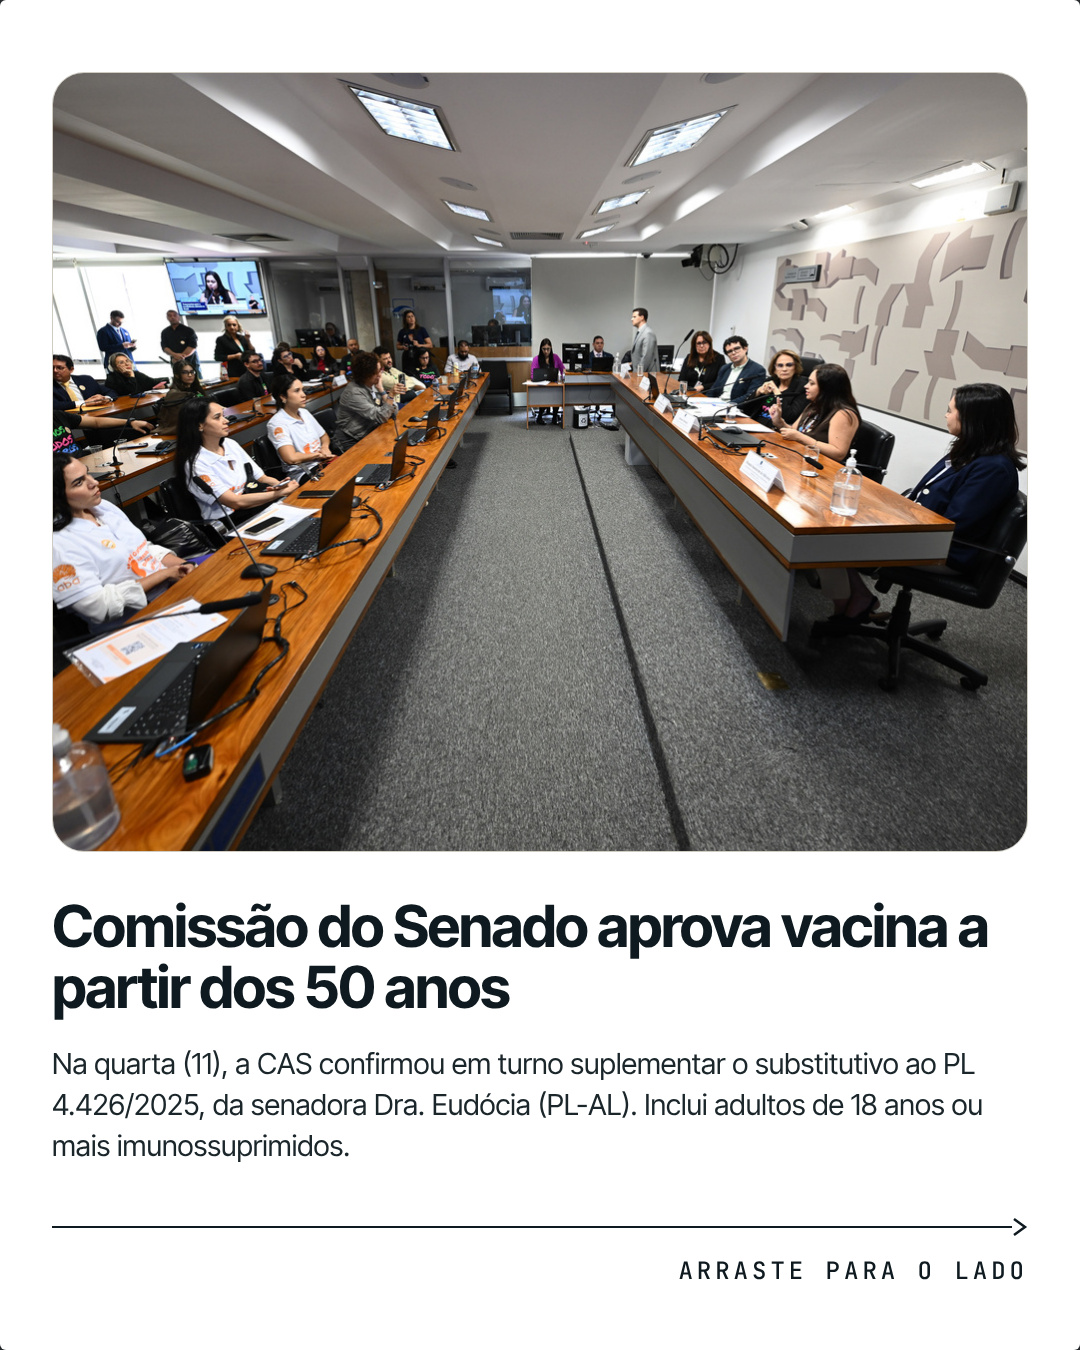 Comissão do Senado aprova vacina a
partir dos 50 anos
Na quarta (11), a CAS confirmou em turno suplementar o substitutivo ao PL
4.426/2025, da senadora Dra. Eudócia (PL-AL). Inclui adultos de 18 anos ou
mais imunossuprimidos.
ARRASTE PARA O LADO